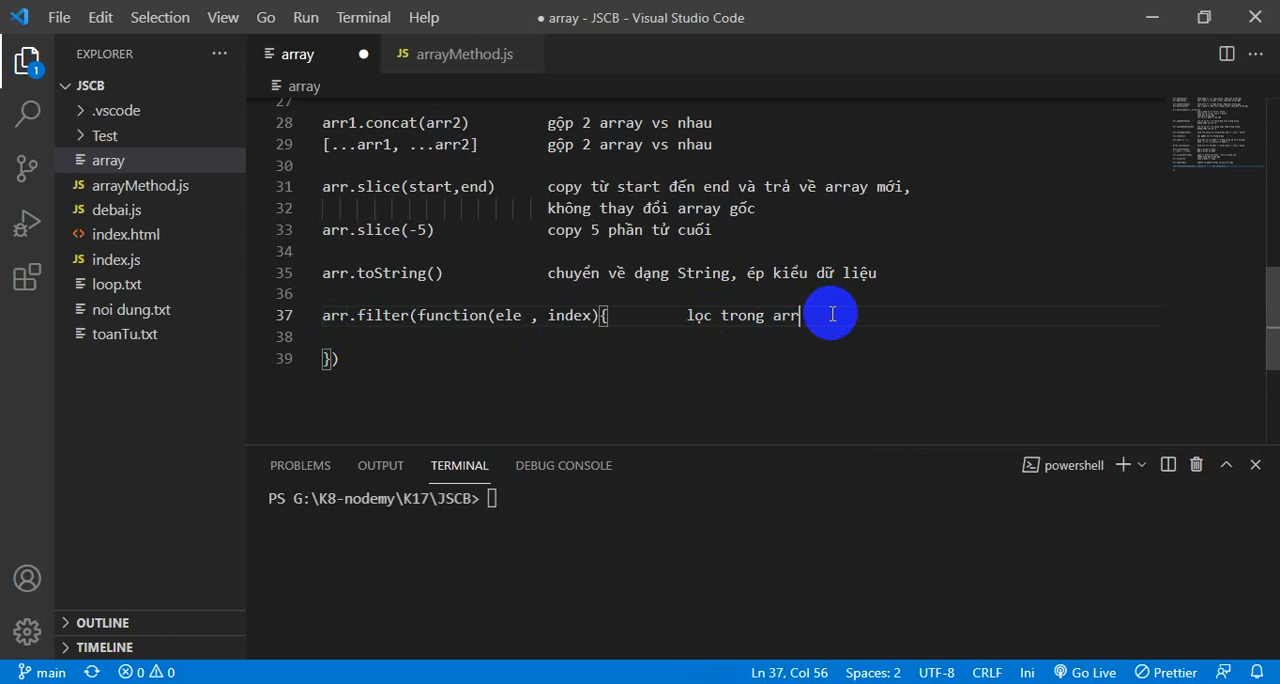 File Edit Selection View Go Run Terminal Help ● array - JSCB - Visual Studio Code
EXPLORER ···
array ●
JS arrayMethod.js
1
JSCB
.vscode
Test
array
JS arrayMethod.js
JS debai.js
<> index.html
JS index.js
loop.txt
noi dung.txt
toanTu.txt
OUTLINE
TIMELINE
array
27
28 arr1.concat(arr2) gộp 2 array vs nhau
29 [...arr1, ...arr2] gộp 2 array vs nhau
30
31 arr.slice(start,end) copy từ start đến end và trả về array mới,
32 không thay đổi array gốc
33 arr.slice(-5) copy 5 phần tử cuối
34
35 arr.toString() chuyển về dạng String, ép kiểu dữ liệu
36
37 arr.filter(function(ele , index){ lọc trong arr
38
39 })
PROBLEMS OUTPUT TERMINAL DEBUG CONSOLE powershell
PS G:\K8-nodemy\K17\JSCB>
main 0 0 Ln 37, Col 56 Spaces: 2 UTF-8 CRLF Ini Go Live Prettier